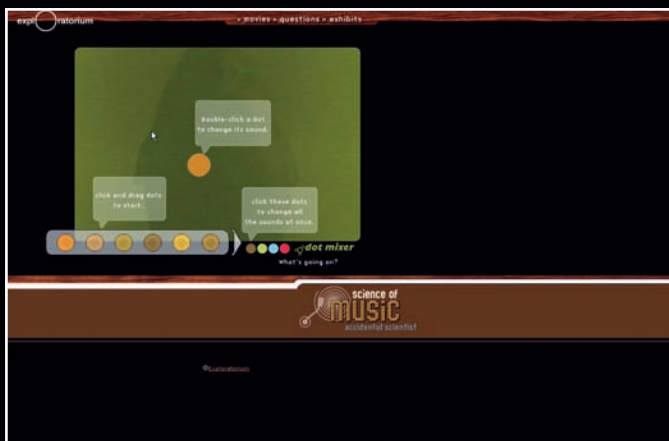 expl ratorium
• movies • questions • exhibits
Double-click a dot
to change its sound.
click and drag dots
to start.
click these dots
to change all
the sounds at once.
dot mixer
What's going on?
science of
music
accidental scientist
©Exploratorium